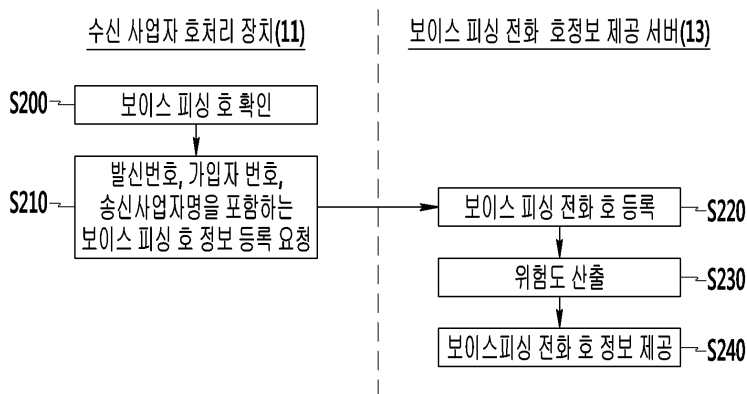 수신 사업자 호처리 장치(11)
보이스 피싱 전화 호정보 제공 서버(13)
S200
보이스 피싱 호 확인
S210
발신번호, 가입자 번호,
송신사업자명을 포함하는
보이스 피싱 호 정보 등록 요청
보이스 피싱 전화 호 등록
S220
위험도 산출
S230
보이스피싱 전화 호 정보 제공
S240